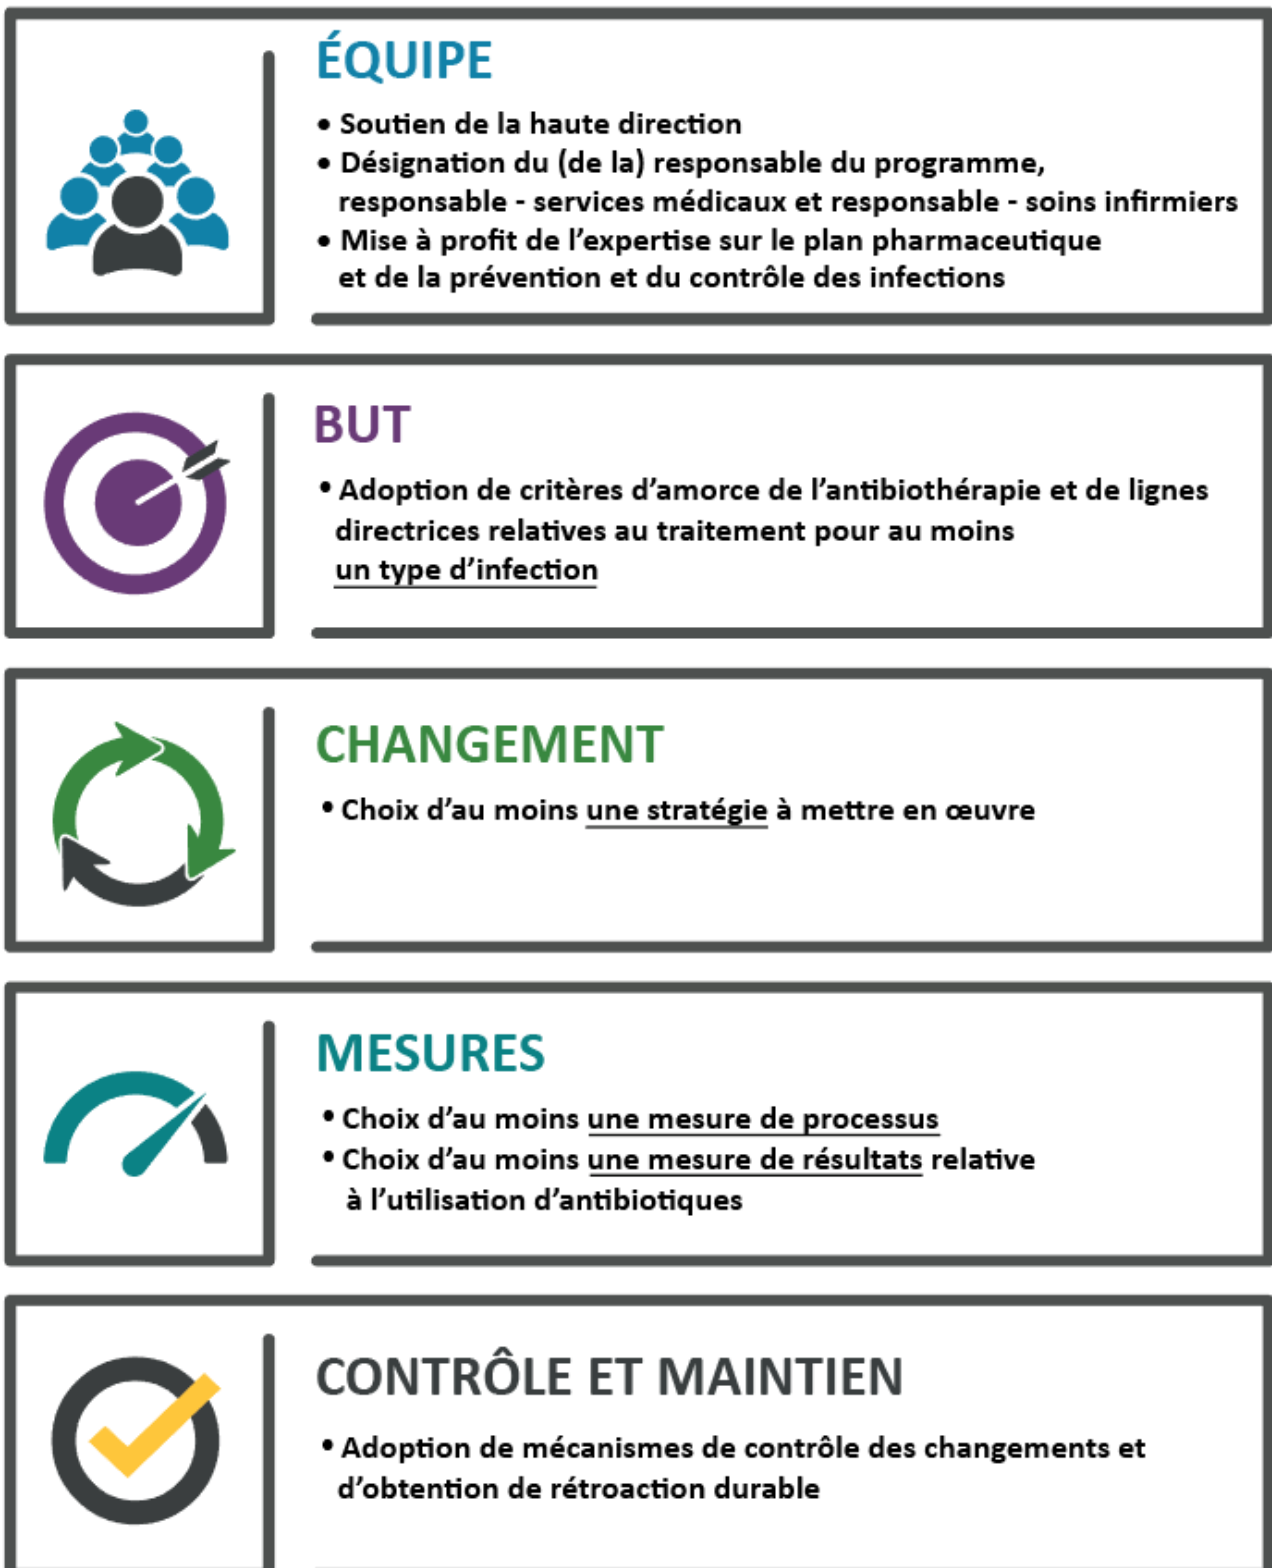 ÉQUIPE
• Soutien de la haute direction
• Désignation du (de la) responsable du programme,
responsable - services médicaux et responsable - soins infirmiers
• Mise à profit de l’expertise sur le plan pharmaceutique
et de la prévention et du contrôle des infections
BUT
• Adoption de critères d’amorce de l’antibiothérapie et de lignes
directrices relatives au traitement pour au moins
un type d’infection
CHANGEMENT
• Choix d’au moins une stratégie à mettre en œuvre
MESURES
• Choix d’au moins une mesure de processus
• Choix d’au moins une mesure de résultats relative
à l’utilisation d’antibiotiques
CONTRÔLE ET MAINTIEN
• Adoption de mécanismes de contrôle des changements et
d’obtention de rétroaction durable